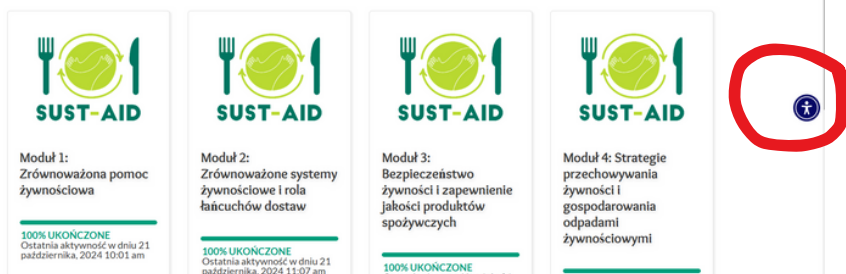 SUST-AID
Moduł 1:
Zrównoważona pomoc
żywnościowa
100% UKOŃCZONE
Ostatnia aktywność w dniu 21
października, 2024 10:01 am
SUST-AID
Moduł 2:
Zrównoważone systemy
żywnościowe i rola
łańcuchów dostaw
100% UKOŃCZONE
Ostatnia aktywność w dniu 21
października, 2024 11:07 am
SUST-AID
Moduł 3:
Bezpieczeństwo
żywności i zapewnienie
jakości produktów
spożywczych
100% UKOŃCZONE
SUST-AID
Moduł 4: Strategie
przechowywania
żywności i
gospodarowania
odpadami
żywnościowymi